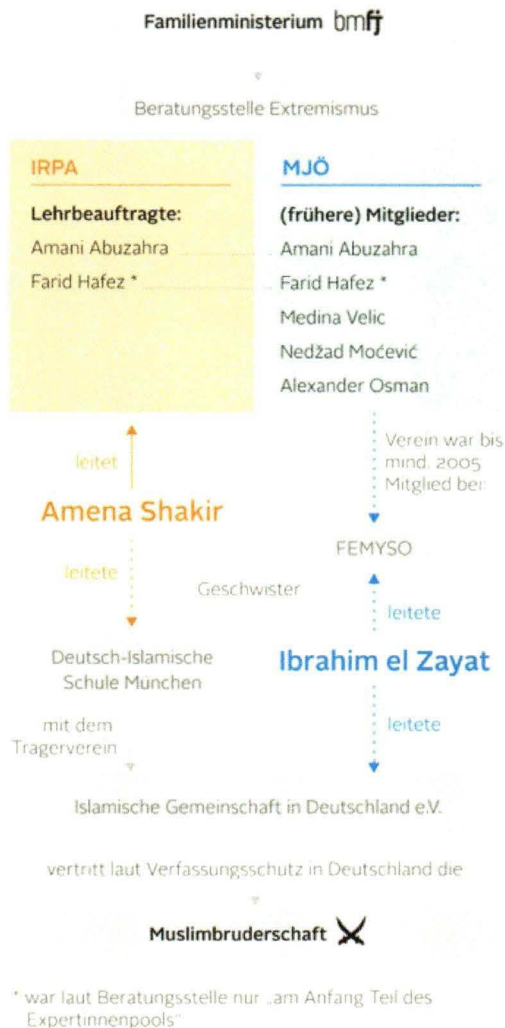 Familienministerium bmfj
Beratungsstelle Extremismus
IRPA
Lehrbeauftragte:
Amani Abuzahra
Farid Hafez *
MJÖ
(frühere) Mitglieder:
Amani Abuzahra
Farid Hafez *
Medina Velic
Nedžad Moćević
Alexander Osman
leitet
Verein war bis
mind. 2005
Mitglied bei:
Amena Shakir
FEMYSO
leitete
Geschwister
leitete
Deutsch-Islamische
Schule München
Ibrahim el Zayat
mit dem
Trägerverein
leitete
Islamische Gemeinschaft in Deutschland e.V.
vertritt laut Verfassungsschutz in Deutschland die
Muslimbruderschaft
* war laut Beratungsstelle nur „am Anfang Teil des
Expertinnenpools“